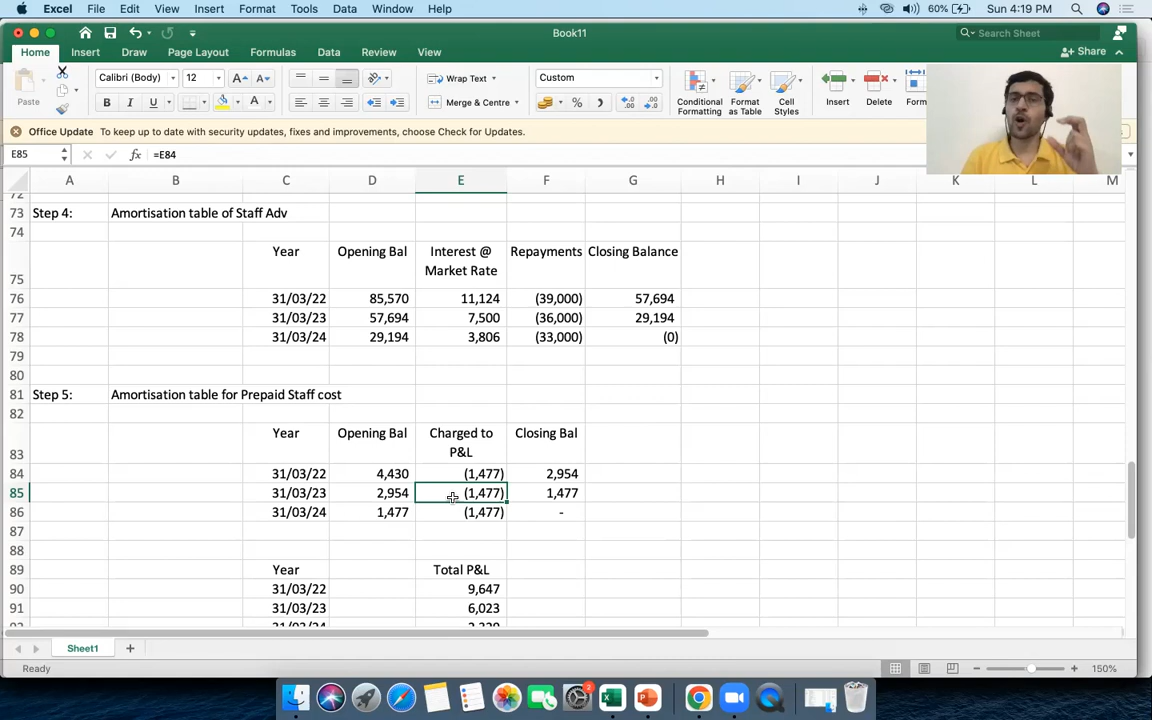 Excel File Edit View Insert Format Tools Data Window Help 60% Sun 4:19 PM
Book11 Search Sheet
Home Insert Draw Page Layout Formulas Data Review View Share
Paste Calibri (Body) 12 Wrap Text Custom
B I U A Merge & Centre % Conditional Formatting Format as Table Cell Styles Insert Delete Form
Office Update To keep up to date with security updates, fixes and improvements, choose Check for Updates.
E85 fx =E84
A B C D E F G H I J K L M
72
73 Step 4: Amortisation table of Staff Adv
74
75 Year Opening Bal Interest @ Market Rate Repayments Closing Balance
76 31/03/22 85,570 11,124 (39,000) 57,694
77 31/03/23 57,694 7,500 (36,000) 29,194
78 31/03/24 29,194 3,806 (33,000) (0)
79
80
81 Step 5: Amortisation table for Prepaid Staff cost
82
83 Year Opening Bal Charged to P&L Closing Bal
84 31/03/22 4,430 (1,477) 2,954
85 31/03/23 2,954 (1,477) 1,477
86 31/03/24 1,477 (1,477) -
87
88
89 Year Total P&L
90 31/03/22 9,647
91 31/03/23 6,023
Sheet1
Ready 150%